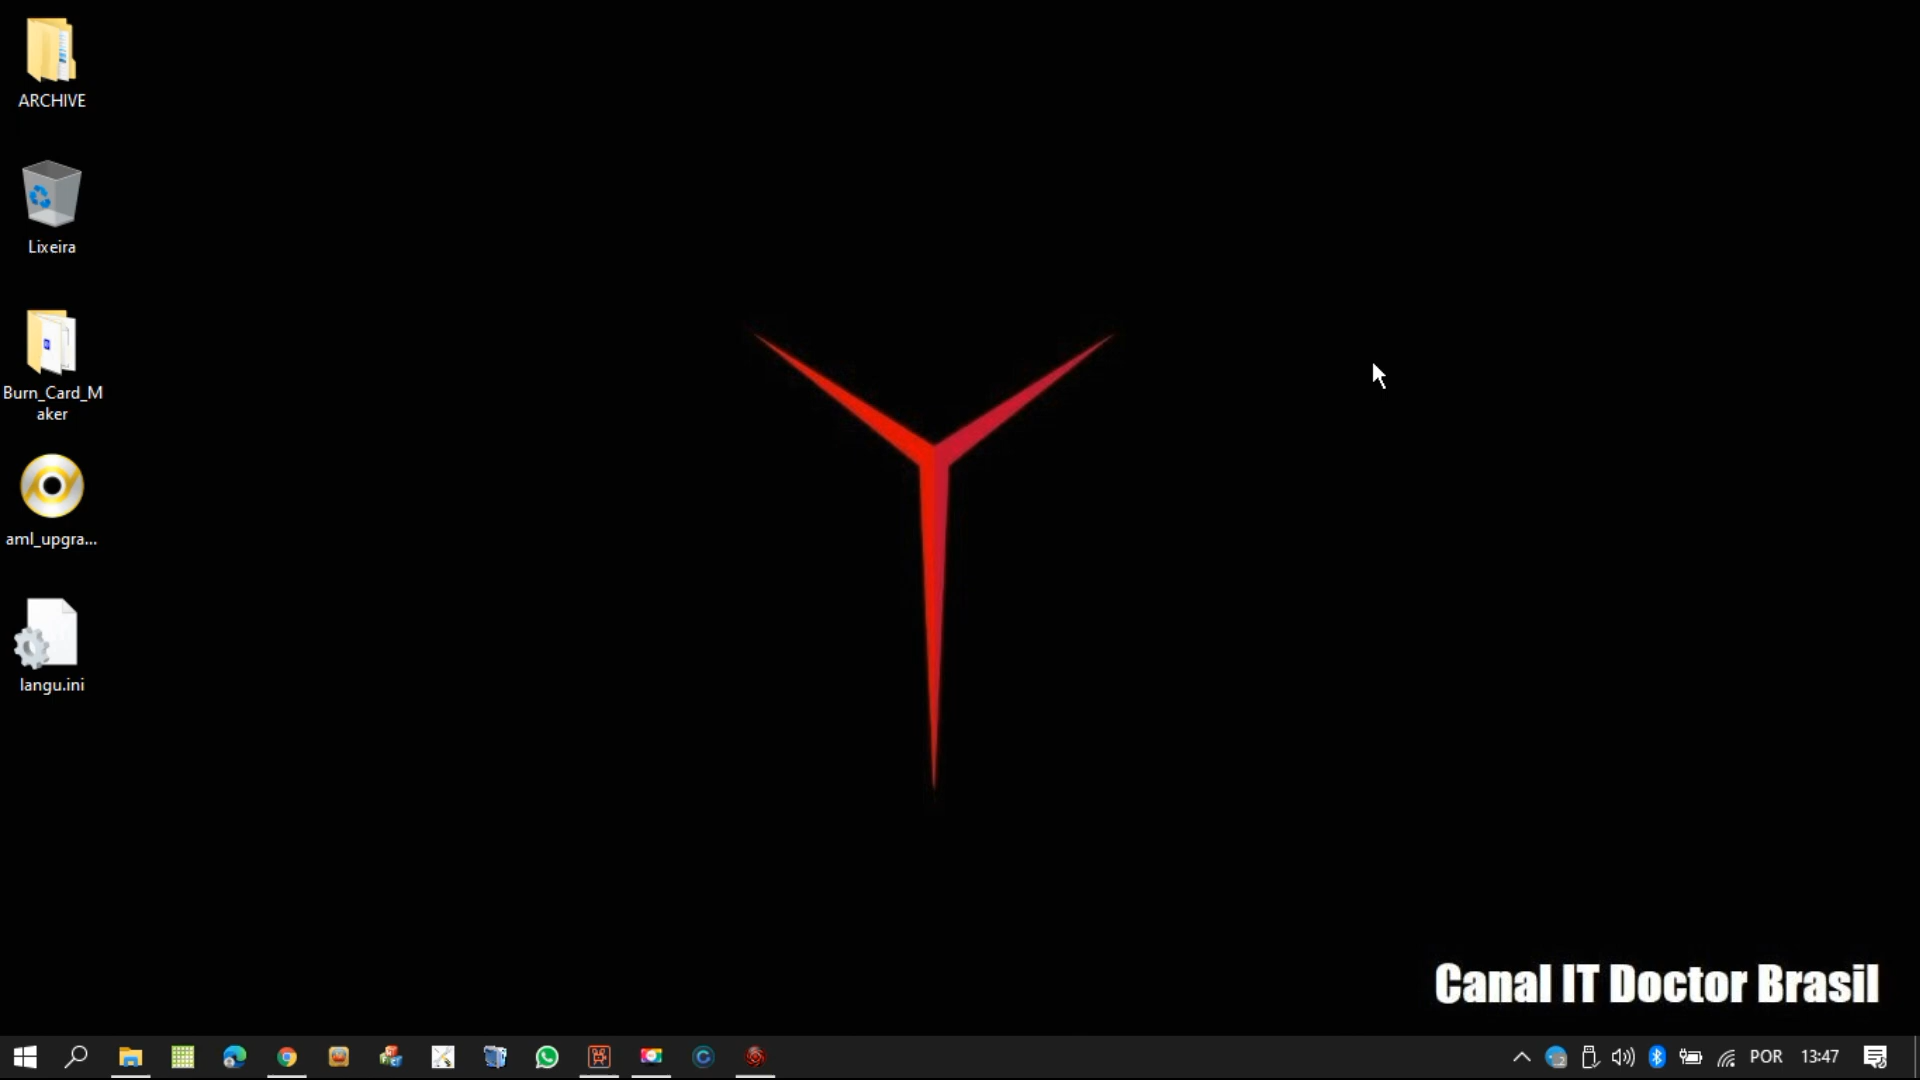 ARCHIVE
Lixeira
Burn_Card_M
aker
aml_upgra...
langu.ini
Canal IT Doctor Brasil
POR
13:47